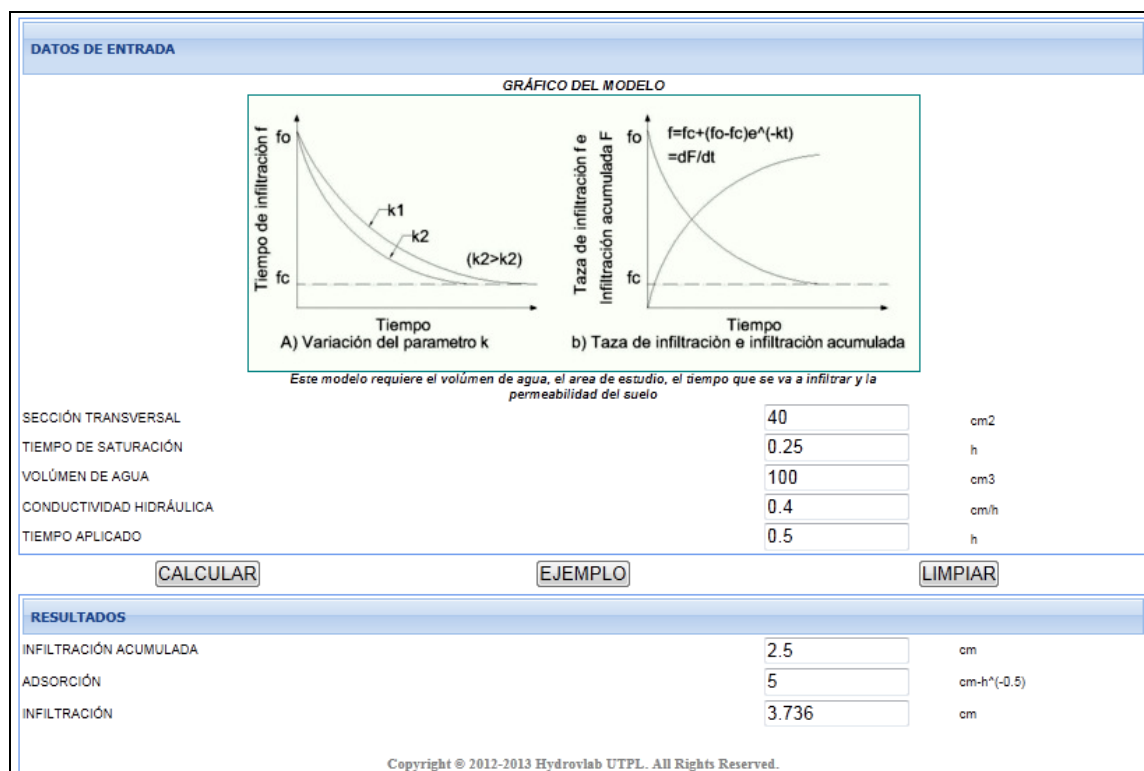 DATOS DE ENTRADA
GRÁFICO DEL MODELO
Tiempo de infiltraciòn f
fo
fc
k1
k2
(k2>k2)
Tiempo
A) Variación del parametro k
Taza de infiltraciòn f e
Infiltración acumulada F
fo
fc
f=fc+(fo-fc)e^(-kt)
=dF/dt
Tiempo
b) Taza de infiltraciòn e infiltraciòn acumulada
Este modelo requiere el volúmen de agua, el area de estudio, el tiempo que se va a infiltrar y la
permeabilidad del suelo
SECCIÓN TRANSVERSAL 40 cm2
TIEMPO DE SATURACIÓN 0.25 h
VOLÚMEN DE AGUA 100 cm3
CONDUCTIVIDAD HIDRÁULICA 0.4 cm/h
TIEMPO APLICADO 0.5 h
CALCULAR EJEMPLO LIMPIAR
RESULTADOS
INFILTRACIÓN ACUMULADA 2.5 cm
ADSORCIÓN 5 cm-h^(-0.5)
INFILTRACIÓN 3.736 cm
Copyright © 2012-2013 Hydrovlab UTPL. All Rights Reserved.